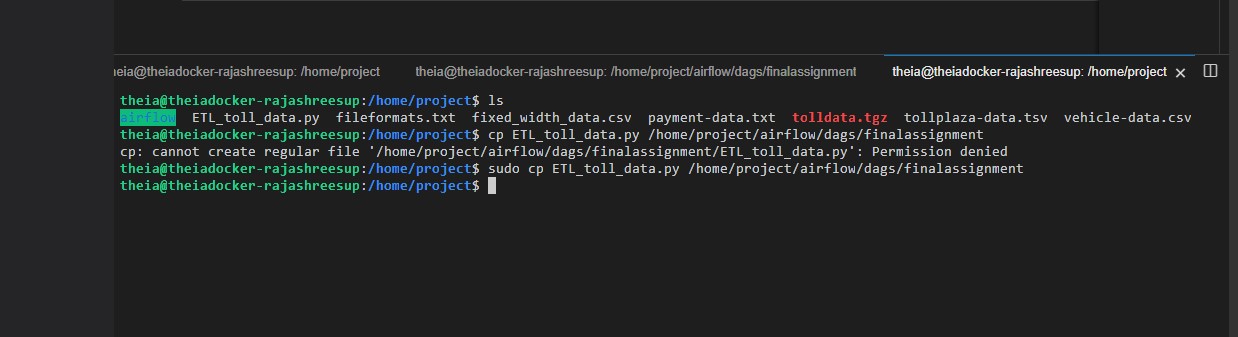 heia@theiadocker-rajashreesup: /home/project theia@theiadocker-rajashreesup: /home/project/airflow/dags/finalassignment theia@theiadocker-rajashreesup: /home/project
theia@theiadocker-rajashreesup:/home/project$ ls
airflow ETL_toll_data.py fileformats.txt fixed_width_data.csv payment-data.txt tolldata.tgz tollplaza-data.tsv vehicle-data.csv
theia@theiadocker-rajashreesup:/home/project$ cp ETL_toll_data.py /home/project/airflow/dags/finalassignment
cp: cannot create regular file '/home/project/airflow/dags/finalassignment/ETL_toll_data.py': Permission denied
theia@theiadocker-rajashreesup:/home/project$ sudo cp ETL_toll_data.py /home/project/airflow/dags/finalassignment
theia@theiadocker-rajashreesup:/home/project$